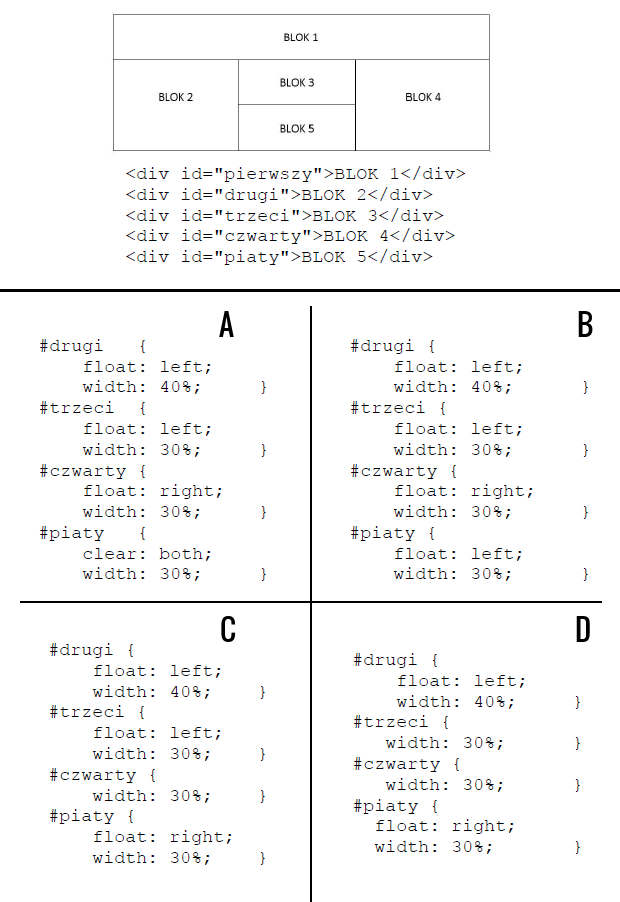 BLOK 1
BLOK 2
BLOK 3
BLOK 4
BLOK 5
<div id="pierwszy">BLOK 1</div>
<div id="drugi">BLOK 2</div>
<div id="trzeci">BLOK 3</div>
<div id="czwarty">BLOK 4</div>
<div id="piaty">BLOK 5</div>
A
#drugi   {
    float: left;
    width: 40%;     }
#trzeci  {
    float: left;
    width: 30%;     }
#czwarty {
    float: right;
    width: 30%;     }
#piaty   {
    clear: both;
    width: 30%;     }
B
#drugi {
    float: left;
    width: 40%;      }
#trzeci {
    float: left;
    width: 30%;      }
#czwarty {
    float: right;
    width: 30%;      }
#piaty {
    float: left;
    width: 30%;      }
C
#drugi {
    float: left;
    width: 40%;    }
#trzeci {
    float: left;
    width: 30%;    }
#czwarty {
    width: 30%;    }
#piaty {
    float: right;
    width: 30%;    }
D
#drugi {
    float: left;
    width: 40%;     }
#trzeci {
   width: 30%;      }
#czwarty {
   width: 30%;      }
#piaty {
  float: right;
  width: 30%;       }